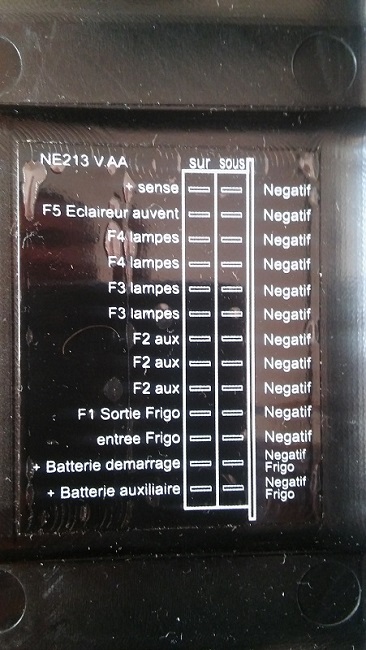 NE213 V.AA sur sous
+ sense Negatif
F5 Eclaireur auvent Negatif
F4 lampes Negatif
F4 lampes Negatif
F3 lampes Negatif
F3 lampes Negatif
F2 aux Negatif
F2 aux Negatif
F2 aux Negatif
F1 Sortie Frigo Negatif
entree Frigo Negatif
+ Batterie demarrage Negatif Frigo
+ Batterie auxiliaire Negatif Frigo